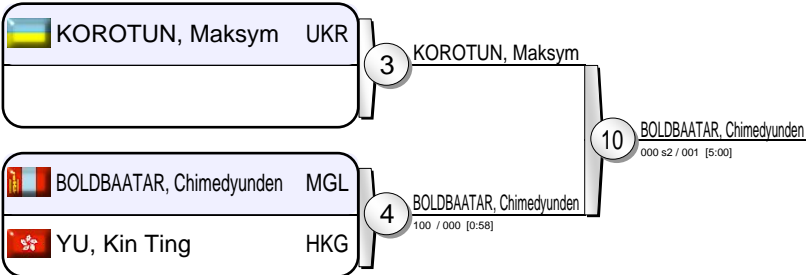 KOROTUN, Maksym UKR
3
KOROTUN, Maksym
10
BOLDBAATAR, Chimedyunden
000 s2 / 001 [5:00]
BOLDBAATAR, Chimedyunden MGL
4
BOLDBAATAR, Chimedyunden
100 / 000 [0:58]
YU, Kin Ting HKG